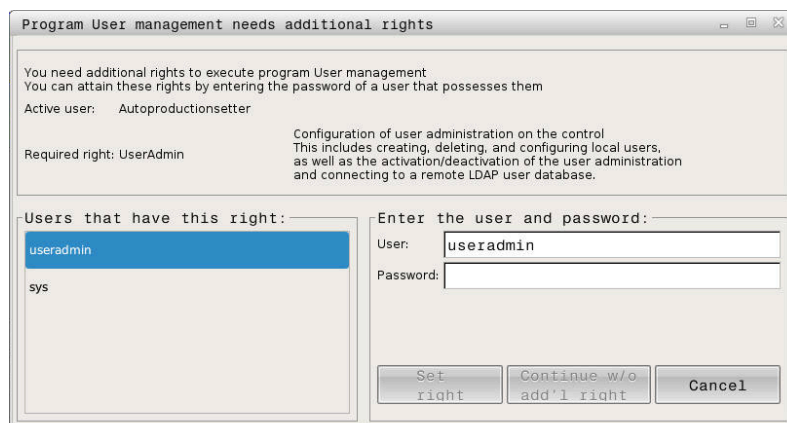 Program User management needs additional rights
You need additional rights to execute program User management
You can attain these rights by entering the password of a user that possesses them
Active user: Autoproductionsetter
Required right: UserAdmin
Configuration of user administration on the control
This includes creating, deleting, and configuring local users,
as well as the activation/deactivation of the user administration
and connecting to a remote LDAP user database.
Users that have this right:
useradmin
sys
Enter the user and password:
User: useradmin
Password:
Set
right
Continue w/o
add'l right
Cancel